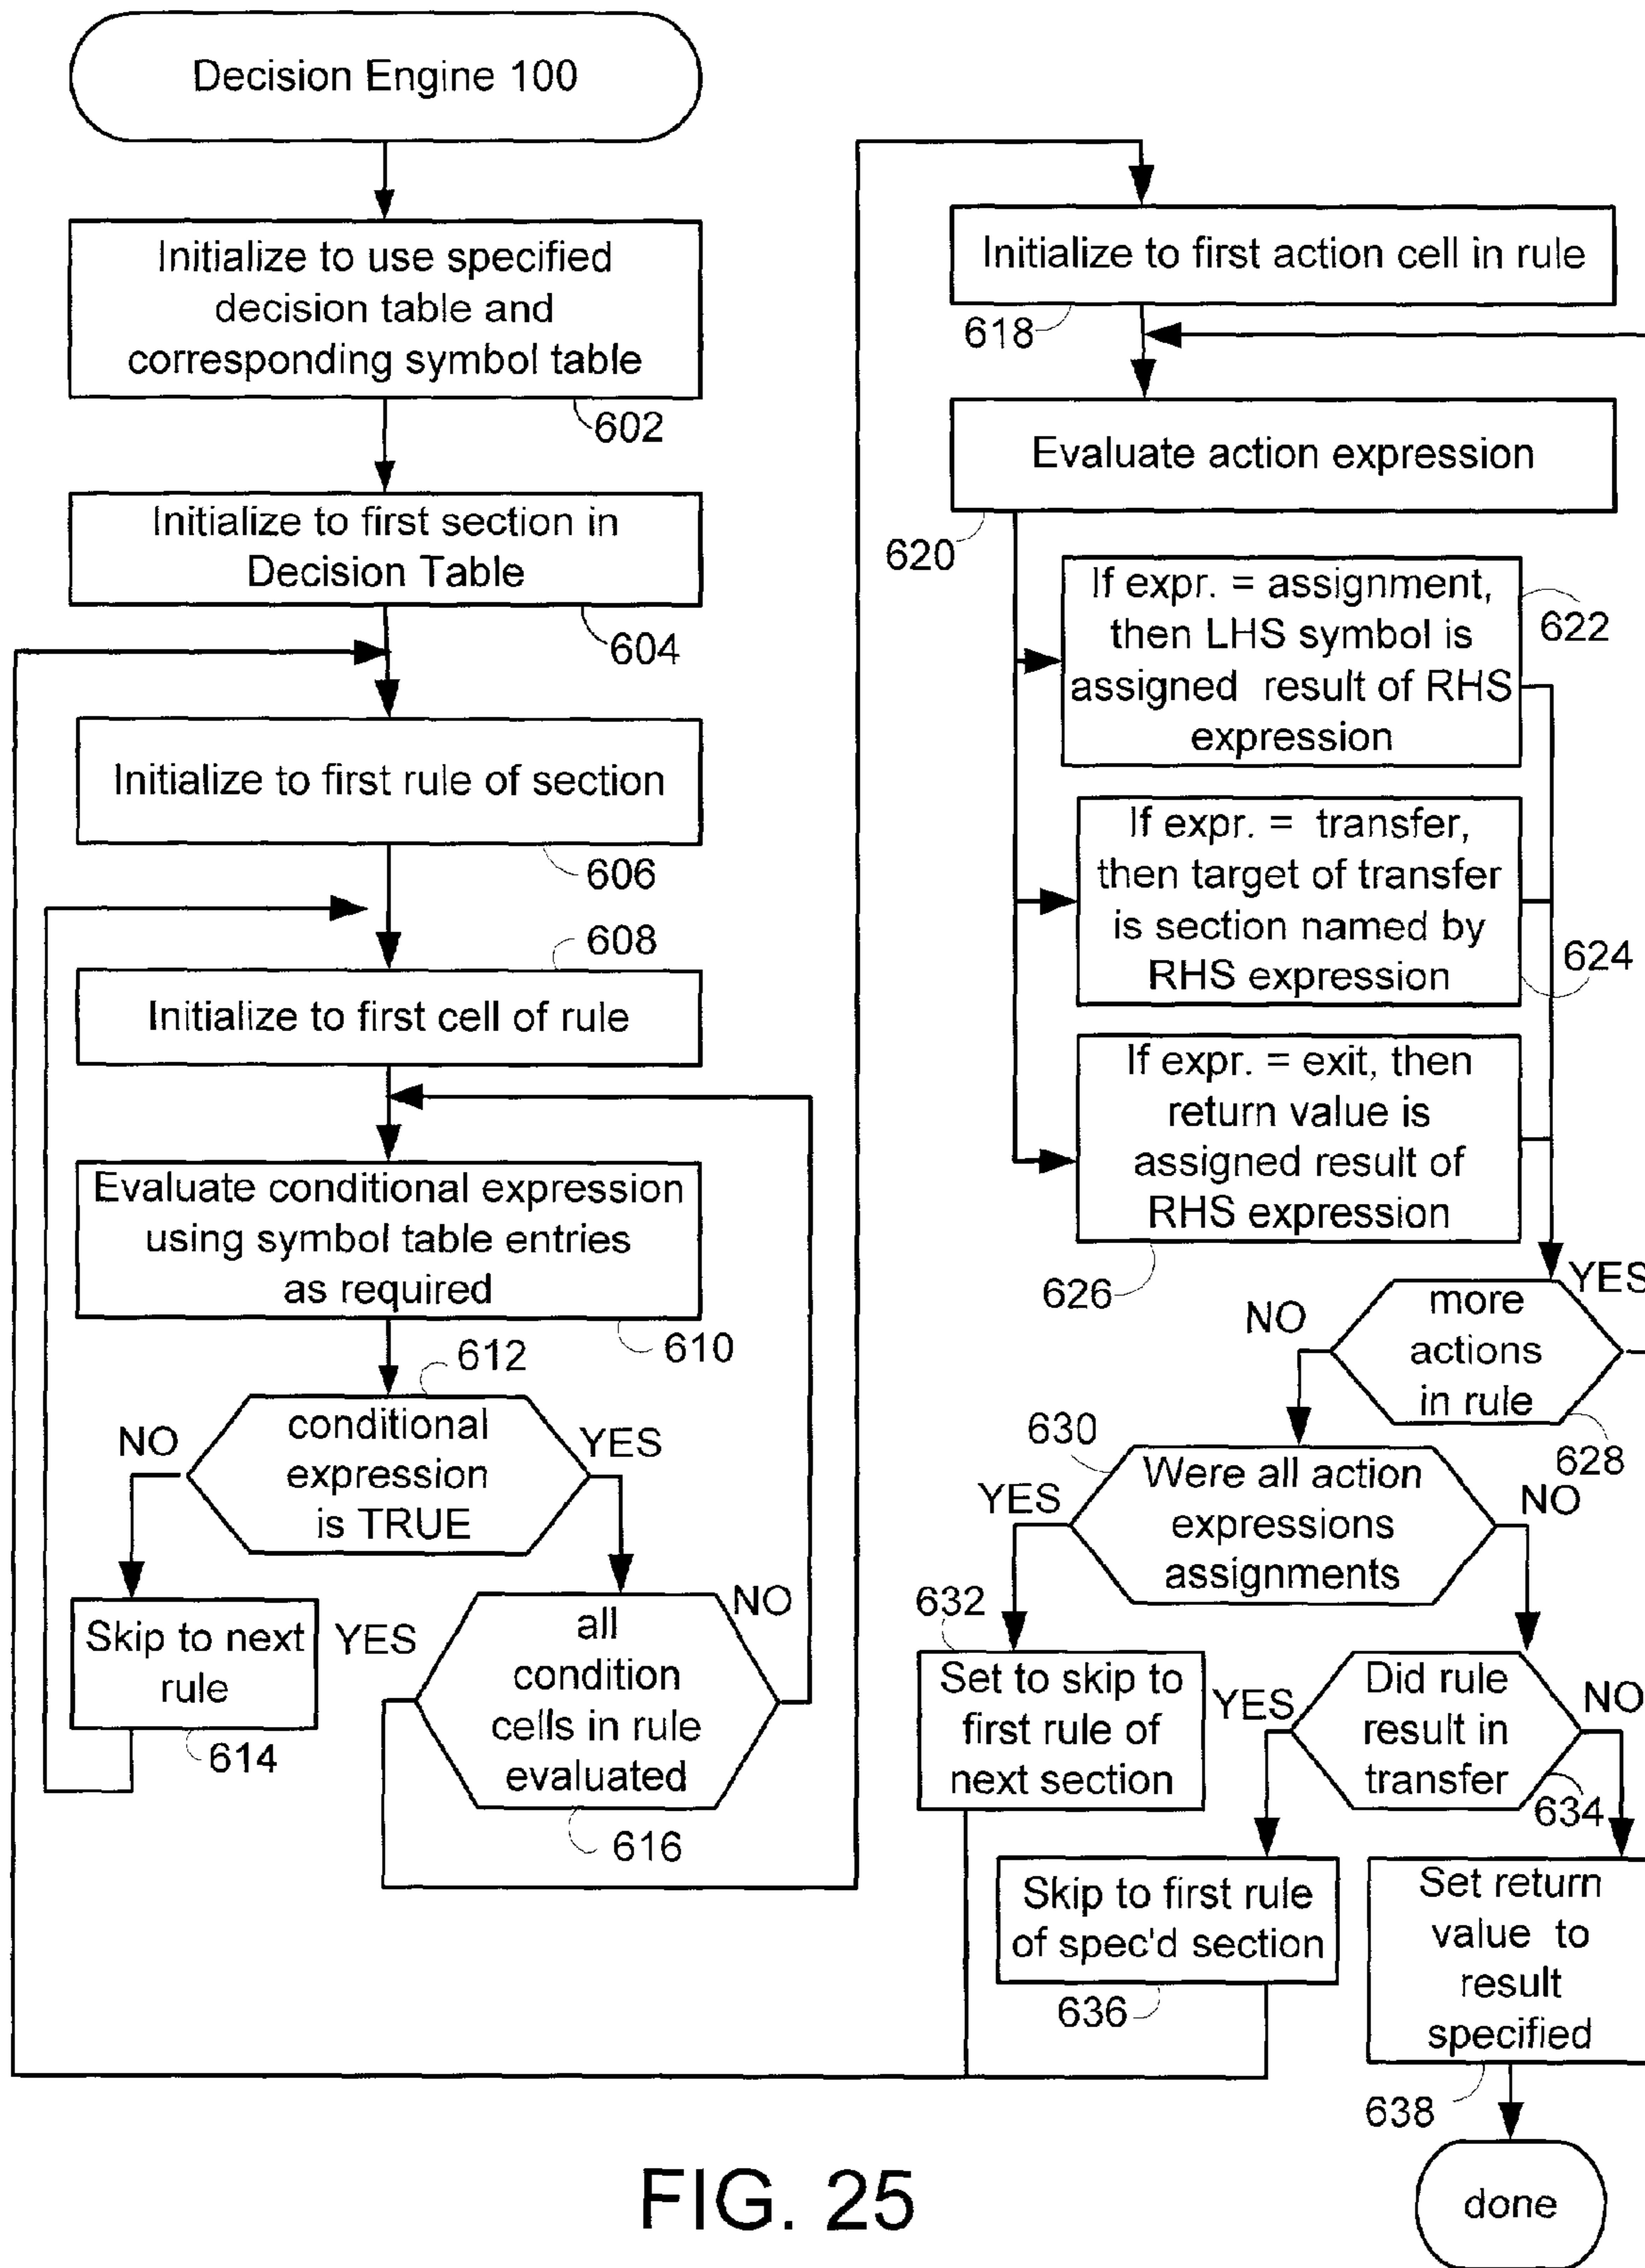 Decision Engine 100
Initialize to use specified
decision table and
corresponding symbol table
602
Initialize to first section in
Decision Table
604
Initialize to first rule of section
606
608
Initialize to first cell of rule
Evaluate conditional expression
using symbol table entries
as required
610
612
conditional
expression
is TRUE
NO
YES
Skip to next
rule
614
YES
all
condition
cells in rule
evaluated
NO
616
Initialize to first action cell in rule
618
Evaluate action expression
620
If expr. = assignment,
then LHS symbol is
assigned result of RHS
expression
622
If expr. = transfer,
then target of transfer
is section named by
RHS expression
624
If expr. = exit, then
return value is
assigned result of
RHS expression
626
YES
NO
more
actions
in rule
628
630
YES
Were all action
expressions
assignments
NO
632
Set to skip to
first rule of
next section
YES
Did rule
result in
transfer
NO
634
Skip to first rule
of spec'd section
636
Set return
value to
result
specified
638
done
FIG. 25